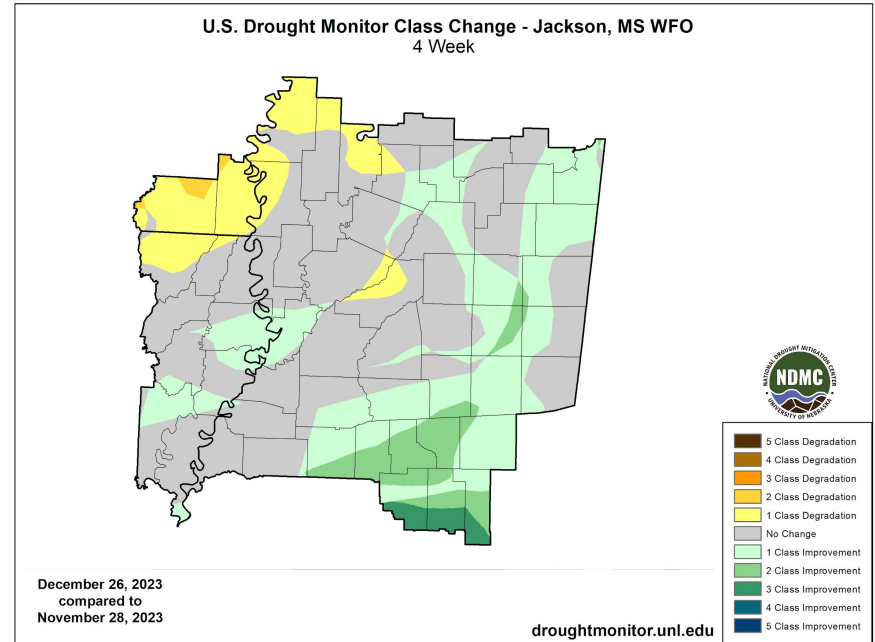 U.S. Drought Monitor Class Change - Jackson, MS WFO
4 Week
NATIONAL DROUGHT MITIGATION CENTER
NDMC
UNIVERSITY OF NEBRASKA
5 Class Degradation
4 Class Degradation
3 Class Degradation
2 Class Degradation
1 Class Degradation
No Change
1 Class Improvement
2 Class Improvement
3 Class Improvement
4 Class Improvement
5 Class Improvement
December 26, 2023
compared to
November 28, 2023
droughtmonitor.unl.edu